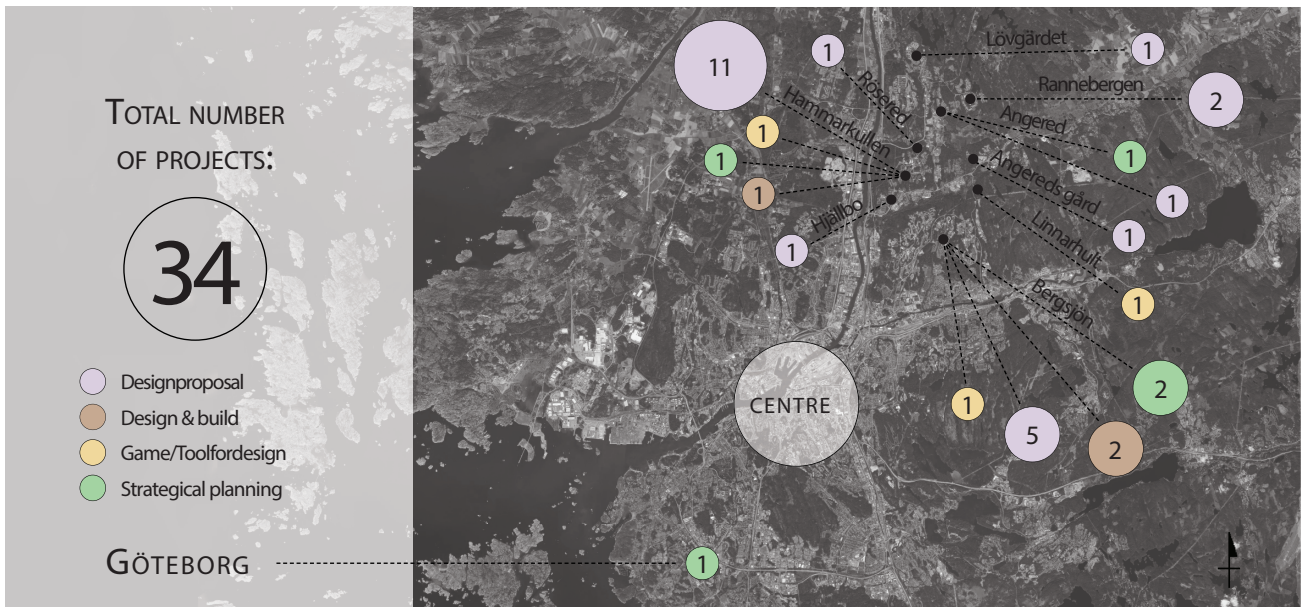 TOTAL NUMBER
OF PROJECTS:
34
Designproposal
Design & build
Game/Toolfordesign
Strategical planning
GÖTEBORG
1
11
1
Rösered
Hammarkullen
1
1
1
Hjällbo
1
Lövgärdet
1
Rannebergen
2
Angered
1
1
Angeredsgård
1
Linnarhult
1
Bergsjön
2
1
5
2
CENTRE